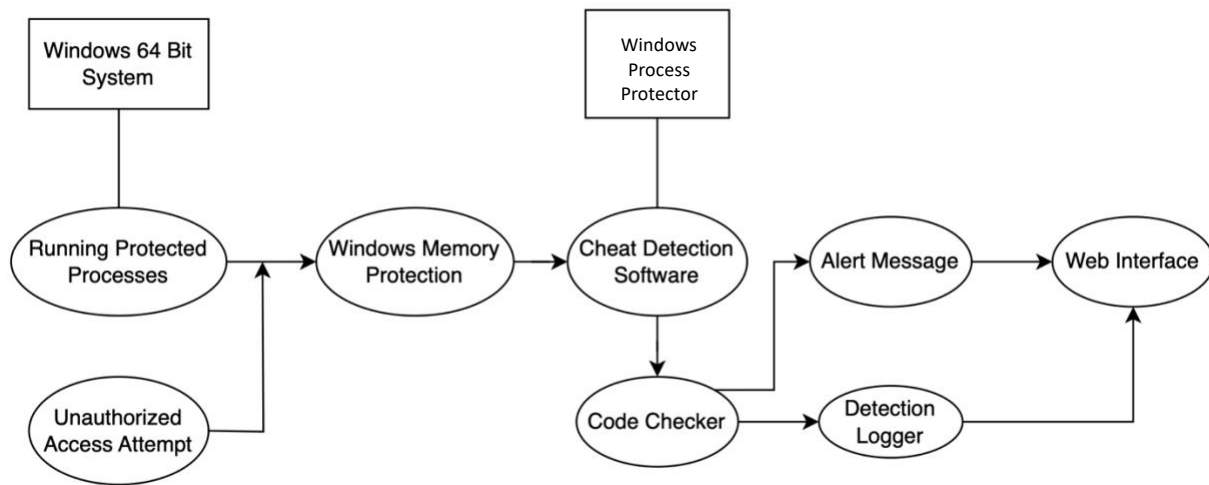 Windows 64 Bit
System
Windows
Process
Protector
Running Protected
Processes
Windows Memory
Protection
Cheat Detection
Software
Alert Message
Web Interface
Unauthorized
Access Attempt
Code Checker
Detection
Logger